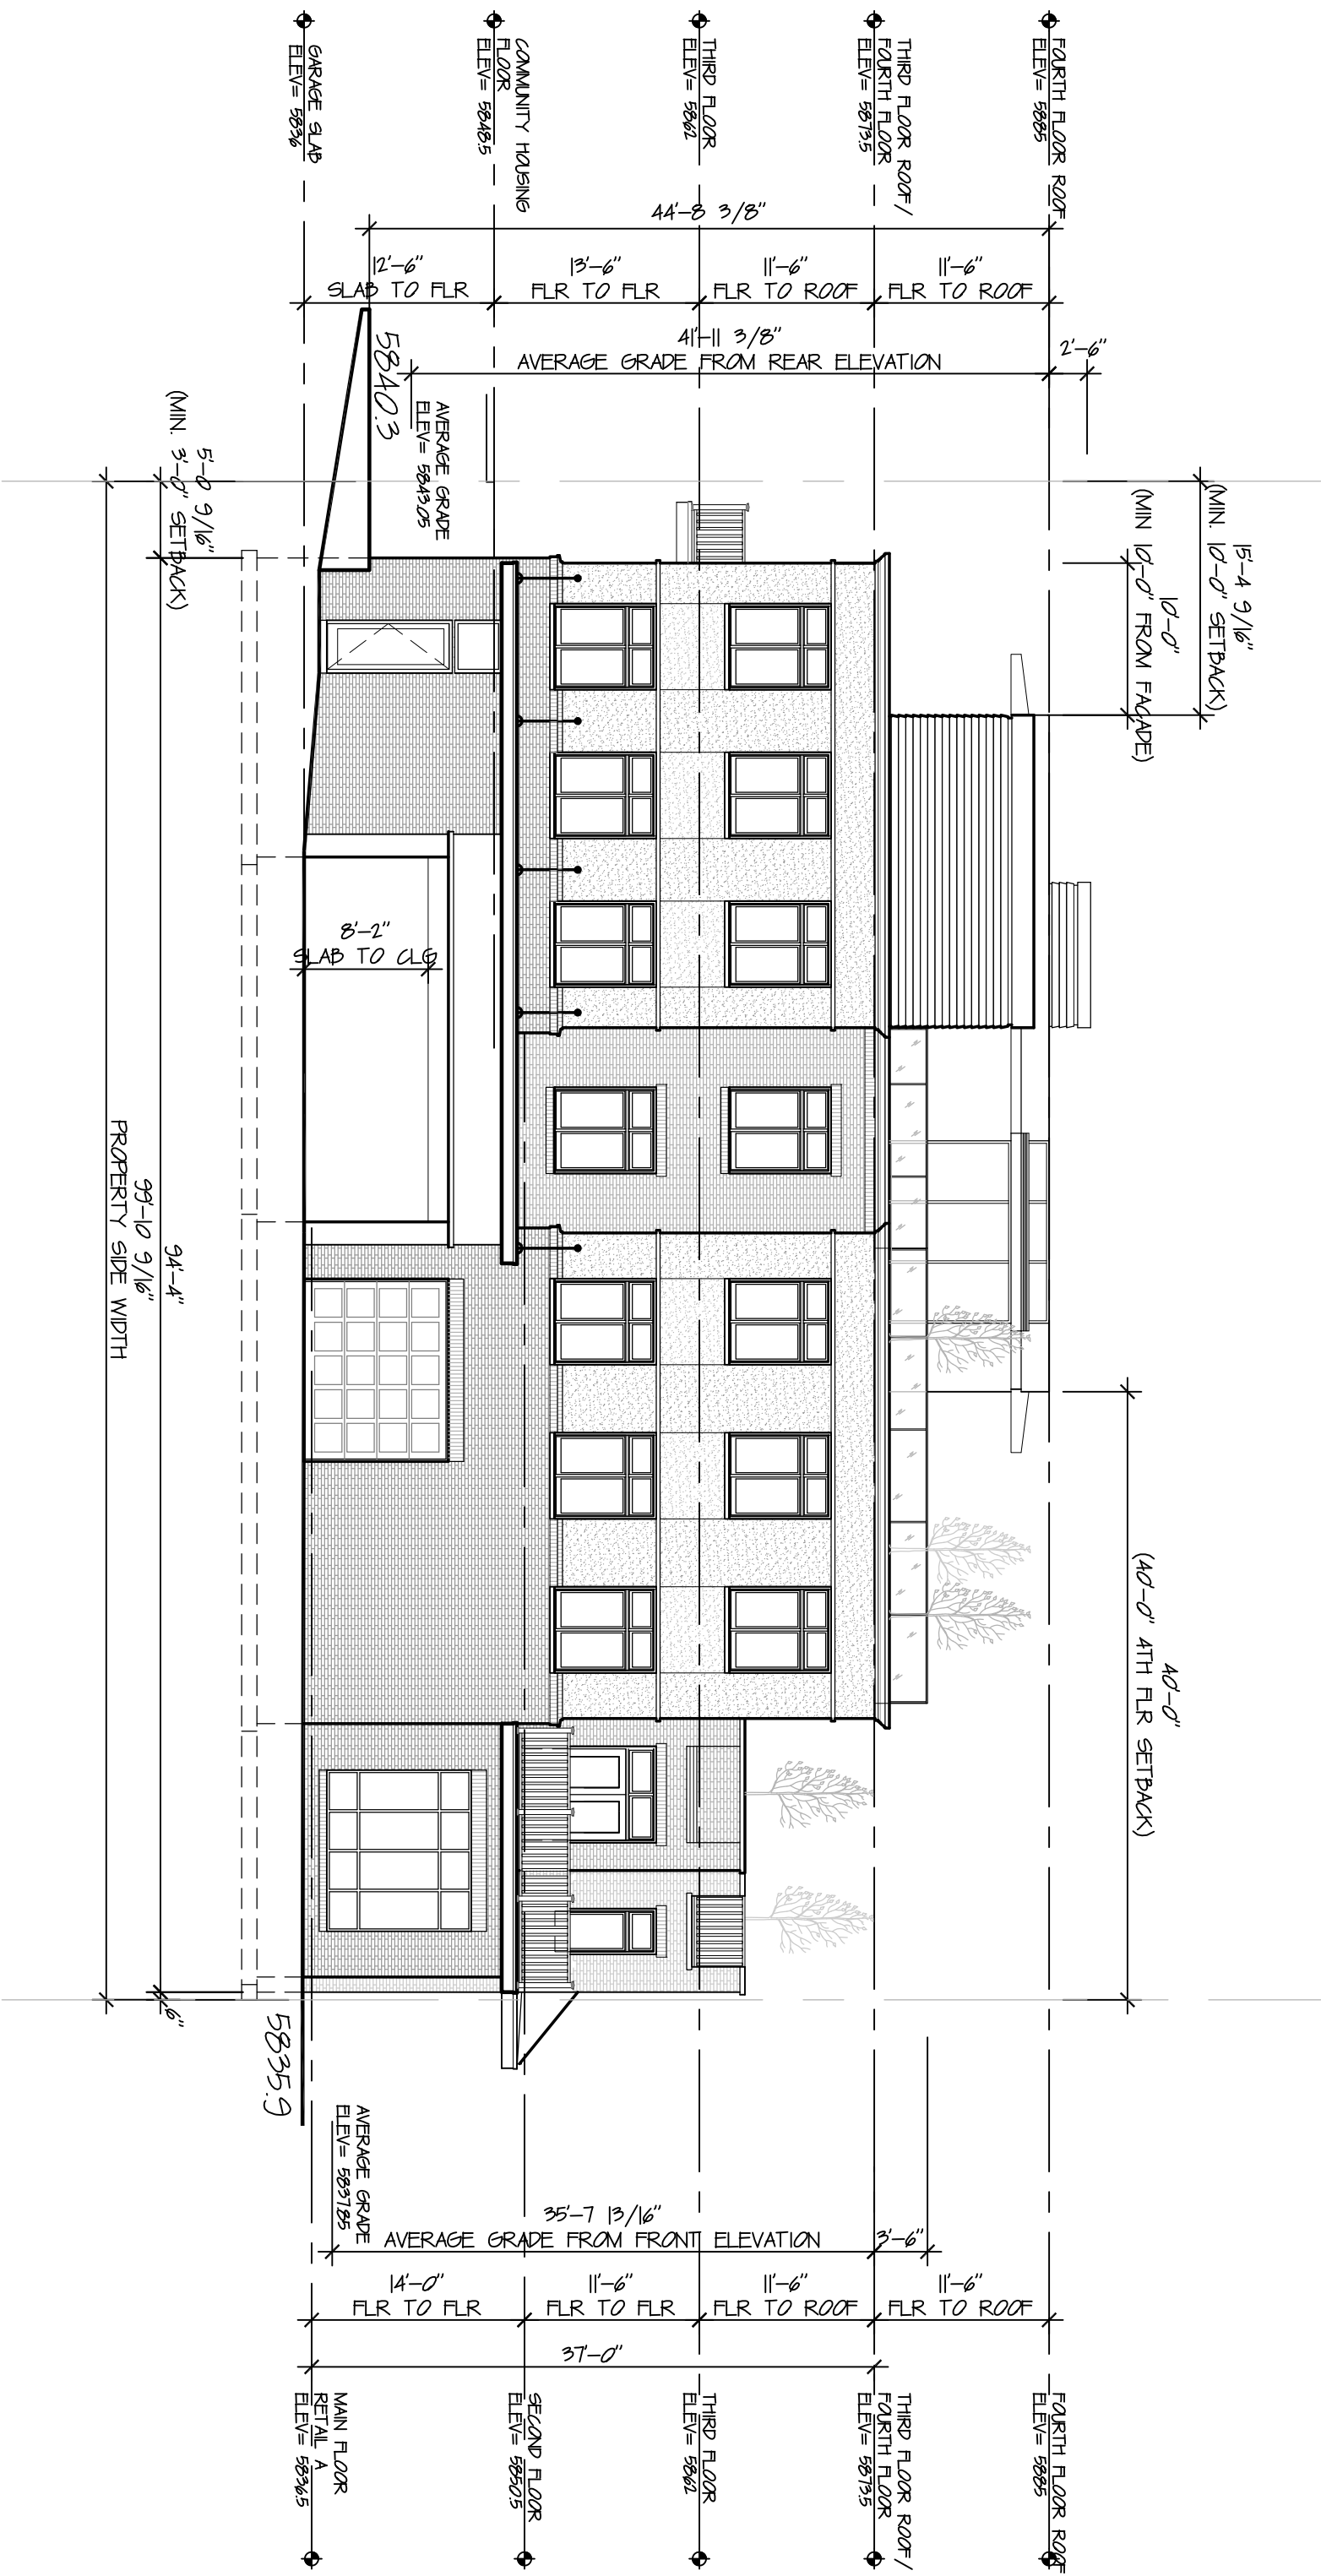 FOURTH FLOOR ROOF
ELEV= 5885
THIRD FLOOR ROOF/
FOURTH FLOOR
ELEV= 5873.5
THIRD FLOOR
ELEV= 5862
COMMUNITY HOUSING
FLOOR
ELEV= 5848.5
GARAGE SLAB
ELEV= 5836
44'-8 3/8"
12'-6"
SLAB TO FLR
13'-6"
FLR TO FLR
11'-6"
FLR TO ROOF
11'-6"
FLR TO ROOF
41'-11 3/8"
AVERAGE GRADE FROM REAR ELEVATION
2'-6"
5840.3
AVERAGE GRADE
ELEV= 5843.05
5'-0 9/16"
(MIN. 3'-0" SETBACK)
15'-4 9/16"
(MIN. 10'-0" SETBACK)
10'-0"
(MIN 10'-0" FROM FACADE)
8'-2"
SLAB TO CLG
94'-4"
99'-10 9/16"
PROPERTY SIDE WIDTH
40'-0"
(40'-0" 4TH FLR SETBACK)
6"
5835.9
AVERAGE GRADE
ELEV= 5837.85
35'-7 13/16"
AVERAGE GRADE FROM FRONT ELEVATION
3'-6"
14'-0"
FLR TO FLR
11'-6"
FLR TO FLR
11'-6"
FLR TO ROOF
11'-6"
FLR TO ROOF
37'-0"
FOURTH FLOOR ROOF
ELEV= 5885
THIRD FLOOR ROOF/
FOURTH FLOOR
ELEV= 5873.5
THIRD FLOOR
ELEV= 5862
SECOND FLOOR
ELEV= 5850.5
MAIN FLOOR
RETAIL A
ELEV= 5836.5